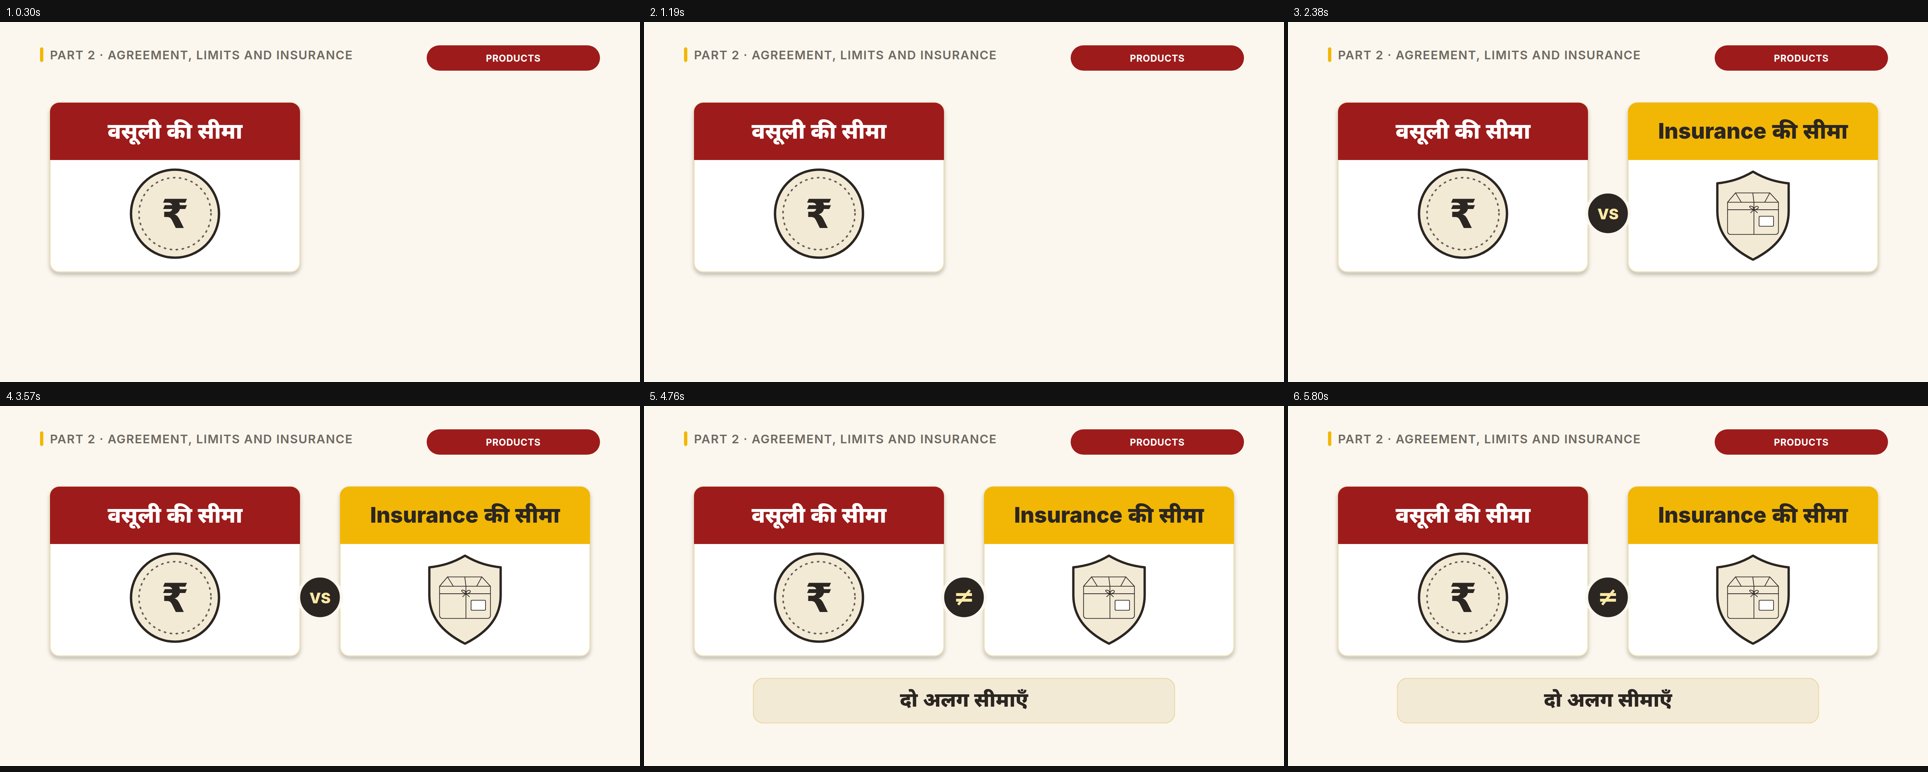 1. 0.30s
PART 2 · AGREEMENT, LIMITS AND INSURANCE
PRODUCTS
वसूली की सीमा
₹
2. 1.19s
PART 2 · AGREEMENT, LIMITS AND INSURANCE
PRODUCTS
वसूली की सीमा
₹
3. 2.38s
PART 2 · AGREEMENT, LIMITS AND INSURANCE
PRODUCTS
वसूली की सीमा
Insurance की सीमा
₹
VS
4. 3.57s
PART 2 · AGREEMENT, LIMITS AND INSURANCE
PRODUCTS
वसूली की सीमा
Insurance की सीमा
₹
VS
5. 4.76s
PART 2 · AGREEMENT, LIMITS AND INSURANCE
PRODUCTS
वसूली की सीमा
Insurance की सीमा
₹
≠
दो अलग सीमाएँ
6. 5.80s
PART 2 · AGREEMENT, LIMITS AND INSURANCE
PRODUCTS
वसूली की सीमा
Insurance की सीमा
₹
≠
दो अलग सीमाएँ